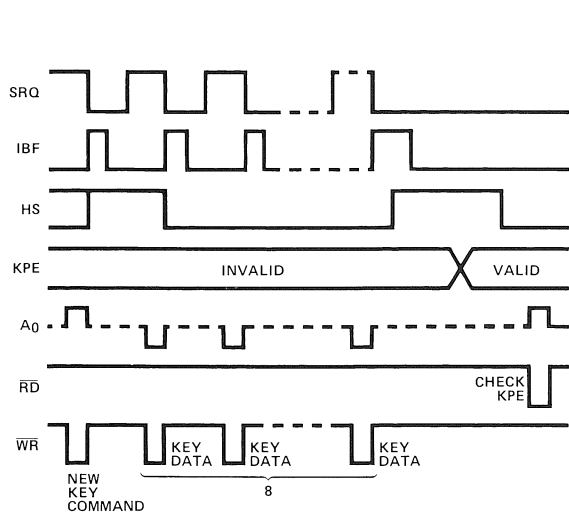 SRQ
IBF
HS
KPE
INVALID
VALID
A0
RD
CHECK
KPE
WR
KEY
DATA
KEY
DATA
KEY
DATA
NEW
KEY
COMMAND
8